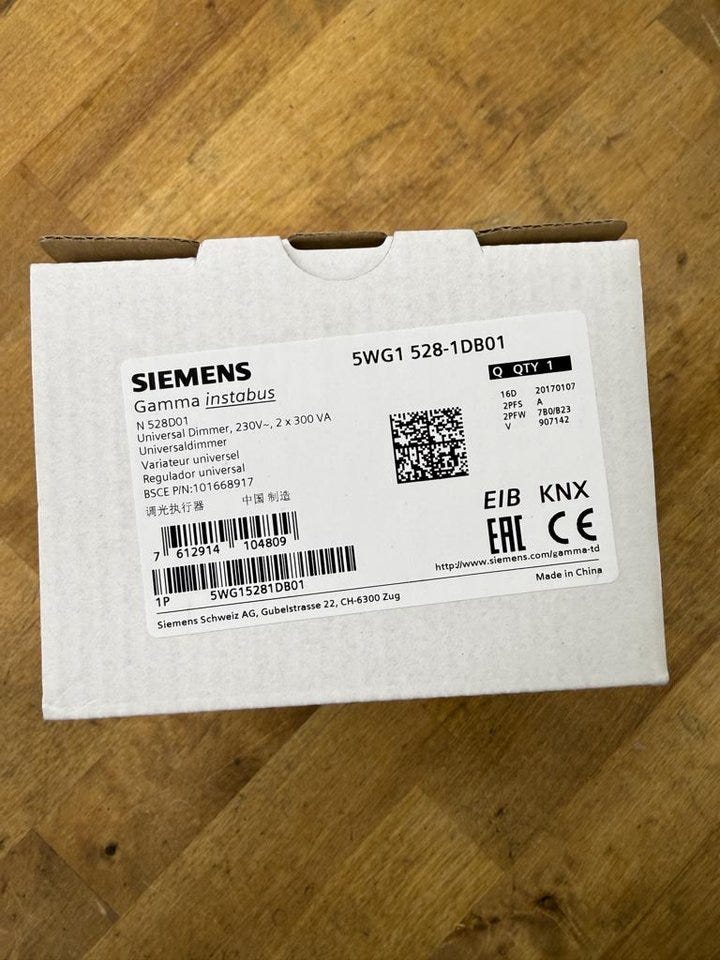 SIEMENS
5WG1 528-1DB01
Gamma instabus
Q QTY 1
N 528D01
Universal Dimmer, 230V~, 2 x 300 VA
Universaldimmer
Variateur universel
Regulador universal
BSCE P/N:101668917
调光执行器 中国 制造
16D 20170107
2PFS A
2PFW 7B0/B23
V 907142
EIB KNX
EAC CE
7 612914 104809
http://www.siemens.com/gamma-td
1P 5WG15281DB01
Made in China
Siemens Schweiz AG, Gubelstrasse 22, CH-6300 Zug